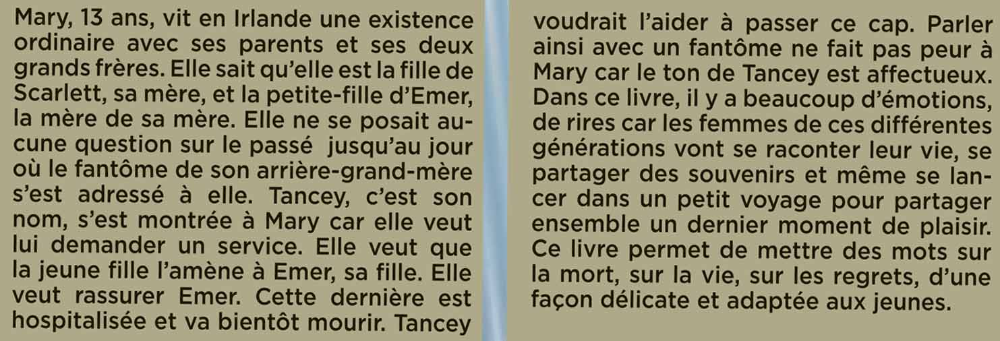 Mary, 13 ans, vit en Irlande une existence
ordinaire avec ses parents et ses deux
grands frères. Elle sait qu’elle est la fille de
Scarlett, sa mère, et la petite-fille d’Emer,
la mère de sa mère. Elle ne se posait au-
cune question sur le passé jusqu’au jour
où le fantôme de son arrière-grand-mère
s’est adressé à elle. Tancey, c’est son
nom, s’est montrée à Mary car elle veut
lui demander un service. Elle veut que
la jeune fille l’amène à Emer, sa fille. Elle
veut rassurer Emer. Cette dernière est
hospitalisée et va bientôt mourir. Tancey
voudrait l’aider à passer ce cap. Parler
ainsi avec un fantôme ne fait pas peur à
Mary car le ton de Tancey est affectueux.
Dans ce livre, il y a beaucoup d’émotions,
de rires car les femmes de ces différentes
générations vont se raconter leur vie, se
partager des souvenirs et même se lan-
cer dans un petit voyage pour partager
ensemble un dernier moment de plaisir.
Ce livre permet de mettre des mots sur
la mort, sur la vie, sur les regrets, d’une
façon délicate et adaptée aux jeunes.